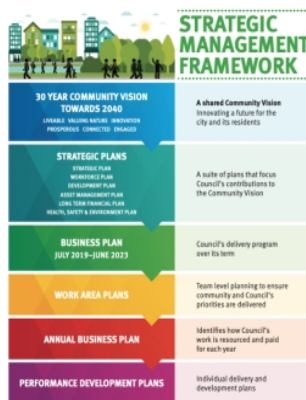 STRATEGIC
MANAGEMENT
FRAMEWORK
30 YEAR COMMUNITY VISION
TOWARDS 2040
LIVEABLE VALUING NATURE INNOVATION
PROSPEROUS CONNECTED ENGAGED
A shared Community Vision
Innovating a future for the
city and its residents
STRATEGIC PLANS
STRATEGIC PLAN
WORKFORCE PLAN
DEVELOPMENT PLAN
ASSET MANAGEMENT PLAN
LONG TERM FINANCIAL PLAN
HEALTH, SAFETY & ENVIRONMENT PLAN
A suite of plans that focus
Council's contributions to
the Community Vision
BUSINESS PLAN
JULY 2019–JUNE 2023
Council's delivery program
over its term
WORK AREA PLANS
Team level planning to ensure
community and Council's
priorities are delivered
ANNUAL BUSINESS PLAN
Identifies how Council's
work is resourced and paid
for each year
PERFORMANCE DEVELOPMENT PLANS
Individual delivery and
development plans